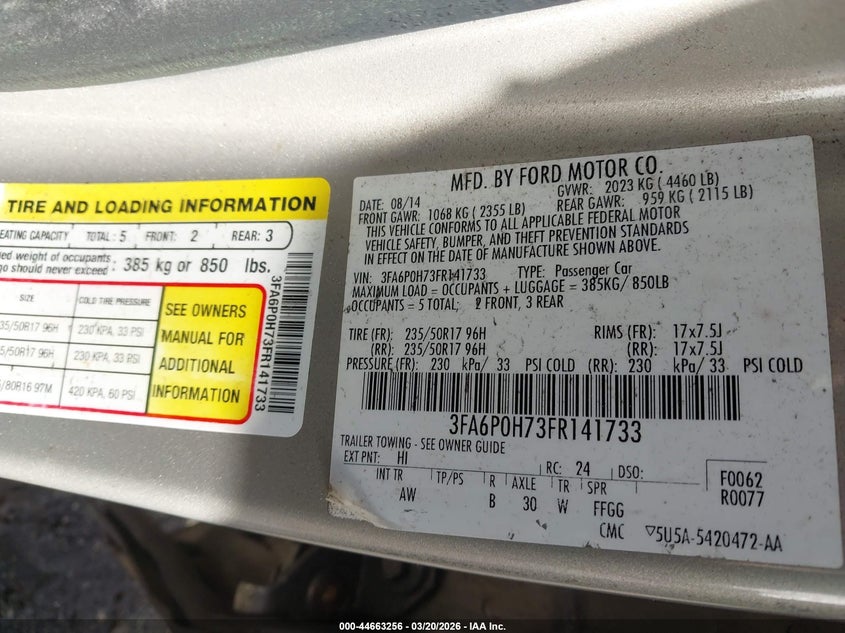 TIRE AND LOADING INFORMATION
EATING CAPACITY TOTAL: 5 FRONT: 2 REAR: 3
ed weight of occupants
go should never exceed : 385 kg or 850 lbs.
SIZE COLD TIRE PRESSURE
35/50R17 96H 230 KPA, 33 PSI
5/50R17 96H 230 KPA, 33 PSI
/80R16 97M 420 KPA, 60 PSI
SEE OWNERS
MANUAL FOR
ADDITIONAL
INFORMATION
3FA6P0H73FR141733
MFD. BY FORD MOTOR CO.
DATE: 08/14 GVWR: 2023 KG ( 4460 LB)
FRONT GAWR: 1068 KG ( 2355 LB) REAR GAWR: 959 KG ( 2115 LB)
THIS VEHICLE CONFORMS TO ALL APPLICABLE FEDERAL MOTOR
VEHICLE SAFETY, BUMPER, AND THEFT PREVENTION STANDARDS
IN EFFECT ON THE DATE OF MANUFACTURE SHOWN ABOVE.
VIN: 3FA6P0H73FR141733 TYPE: Passenger Car
MAXIMUM LOAD = OCCUPANTS + LUGGAGE = 385KG/ 850LB
OCCUPANTS = 5 TOTAL: 2 FRONT, 3 REAR
TIRE (FR): 235/50R17 96H RIMS (FR): 17x7.5J
(RR): 235/50R17 96H (RR): 17x7.5J
PRESSURE (FR): 230 kPa/ 33 PSI COLD (RR): 230 kPa/ 33 PSI COLD
3FA6P0H73FR141733
TRAILER TOWING - SEE OWNER GUIDE
EXT PNT: HI RC: 24 DSO: F0062
INT TR TP/PS R AXLE TR SPR R0077
AW B 30 W FFGG
CMC ▽5U5A-5420472-AA
000-44663256 - 03/20/2026 - IAA Inc.